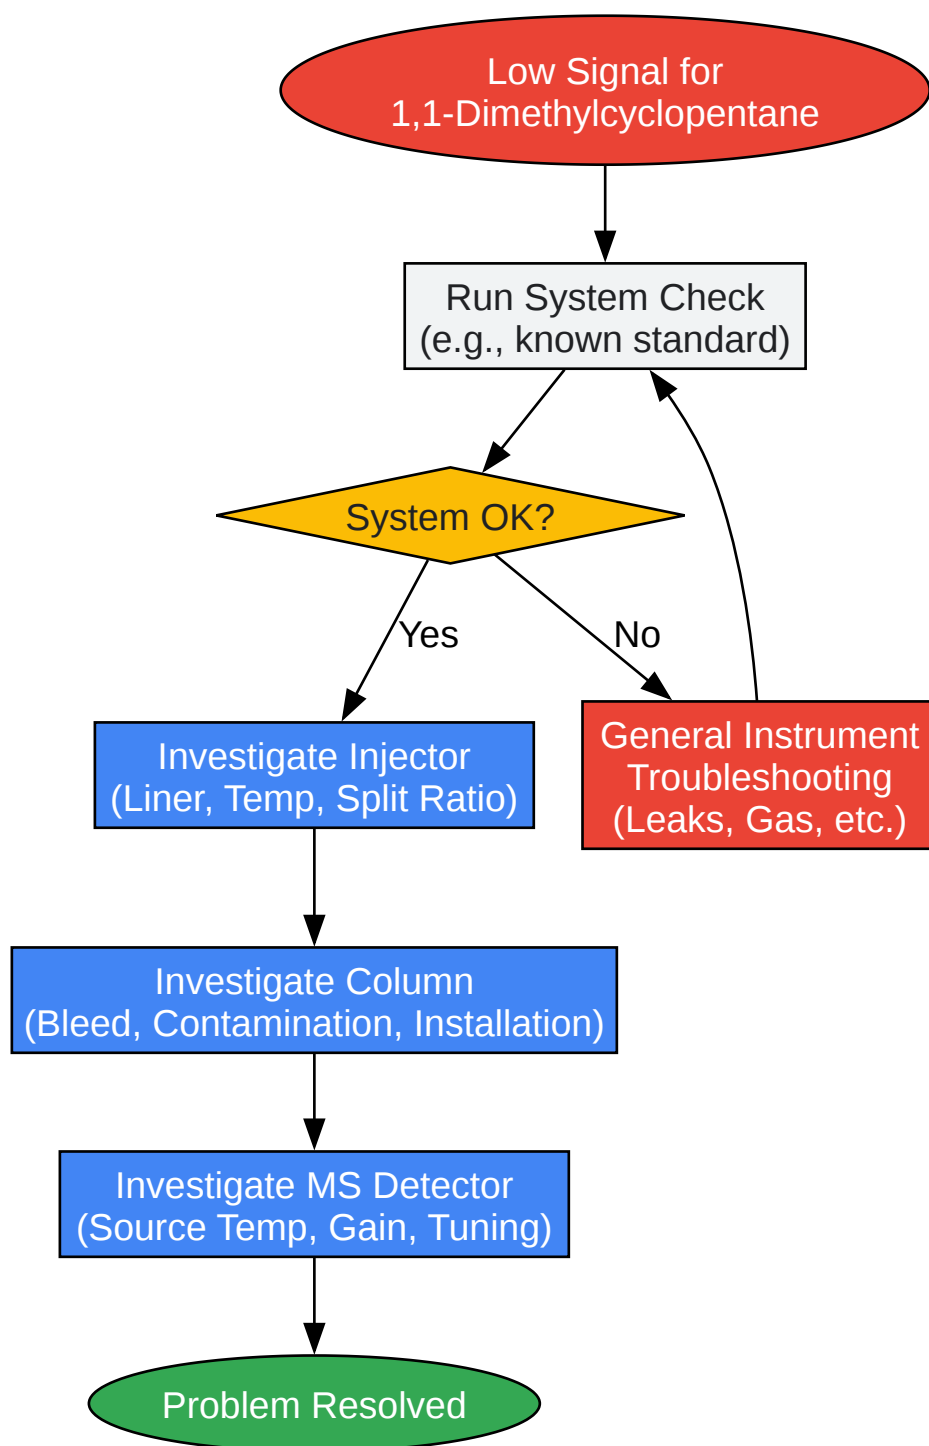 Low Signal for
1,1-Dimethylcyclopentane
Run System Check
(e.g., known standard)
System OK?
Yes
No
General Instrument
Troubleshooting
(Leaks, Gas, etc.)
Investigate Injector
(Liner, Temp, Split Ratio)
Investigate Column
(Bleed, Contamination, Installation)
Investigate MS Detector
(Source Temp, Gain, Tuning)
Problem Resolved